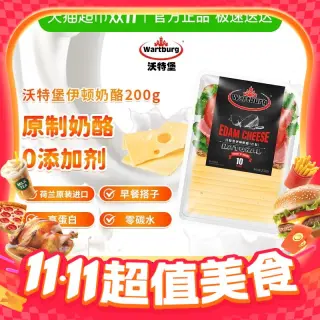 天猫超市双11 官方正品 极速送达
Wartburg
沃特堡
沃特堡伊顿奶酪200g
原制奶酪
0添加剂
荷兰原装进口
早餐搭子
高蛋白
零碳水
Wartburg
EDAM CHEESE
10
11·11超值美食